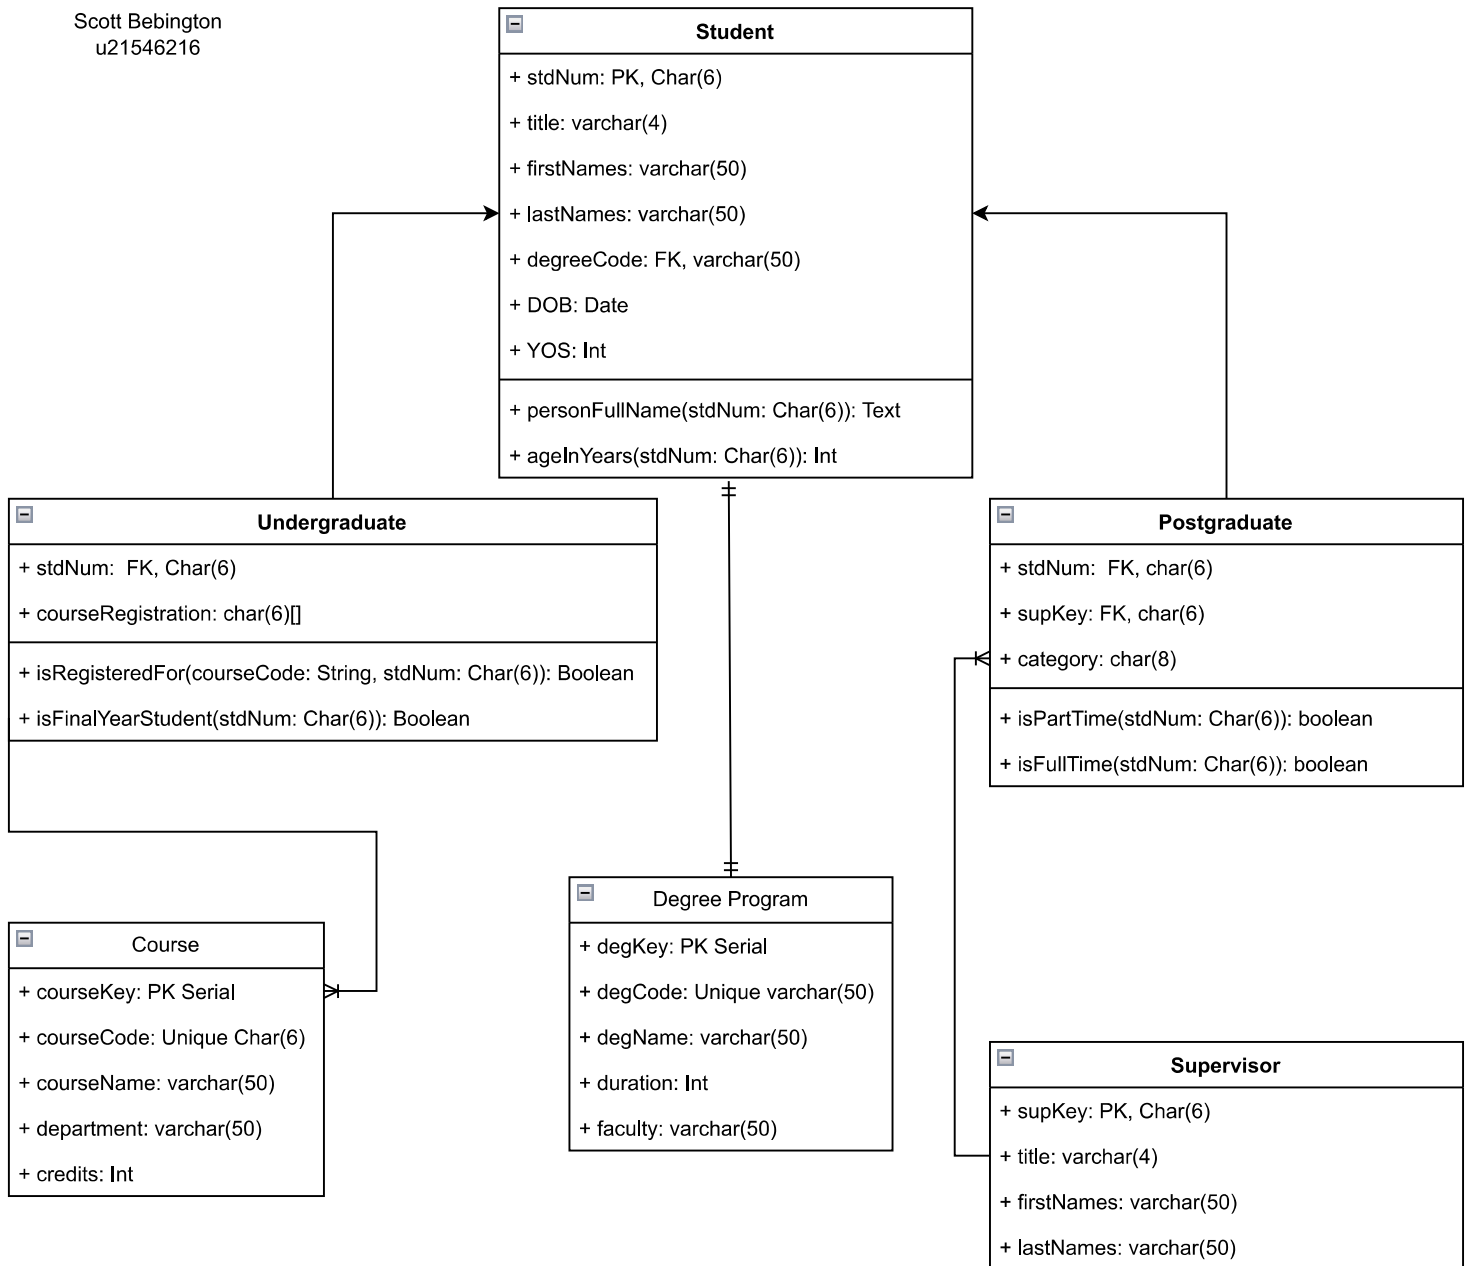 Scott Bebington
u21546216
Student
+ stdNum: PK, Char(6)
+ title: varchar(4)
+ firstNames: varchar(50)
+ lastNames: varchar(50)
+ degreeCode: FK, varchar(50)
+ DOB: Date
+ YOS: Int
+ personFullName(stdNum: Char(6)): Text
+ ageInYears(stdNum: Char(6)): Int
Undergraduate
+ stdNum:  FK, Char(6)
+ courseRegistration: char(6)[]
+ isRegisteredFor(courseCode: String, stdNum: Char(6)): Boolean
+ isFinalYearStudent(stdNum: Char(6)): Boolean
Postgraduate
+ stdNum:  FK, char(6)
+ supKey: FK, char(6)
+ category: char(8)
+ isPartTime(stdNum: Char(6)): boolean
+ isFullTime(stdNum: Char(6)): boolean
Course
+ courseKey: PK Serial
+ courseCode: Unique Char(6)
+ courseName: varchar(50)
+ department: varchar(50)
+ credits: Int
Degree Program
+ degKey: PK Serial
+ degCode: Unique varchar(50)
+ degName: varchar(50)
+ duration: Int
+ faculty: varchar(50)
Supervisor
+ supKey: PK, Char(6)
+ title: varchar(4)
+ firstNames: varchar(50)
+ lastNames: varchar(50)